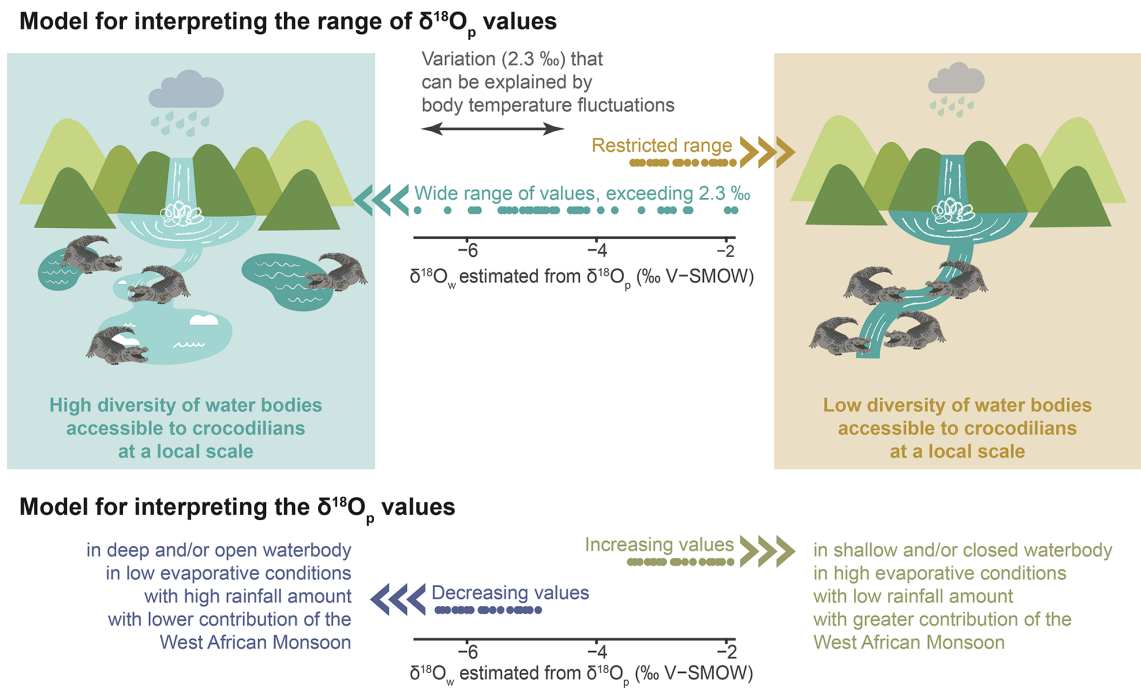 Model for interpreting the range of δ¹⁸Oₚ values
Variation (2.3 ‰) that
can be explained by
body temperature fluctuations
Restricted range
Wide range of values, exceeding 2.3 ‰
−6 −4 −2
δ¹⁸O_w estimated from δ¹⁸Oₚ (‰ V−SMOW)
High diversity of water bodies
accessible to crocodilians
at a local scale
Low diversity of water bodies
accessible to crocodilians
at a local scale
Model for interpreting the δ¹⁸Oₚ values
in deep and/or open waterbody
in low evaporative conditions
with high rainfall amount
with lower contribution of the
West African Monsoon
Decreasing values
Increasing values
−6 −4 −2
δ¹⁸O_w estimated from δ¹⁸Oₚ (‰ V−SMOW)
in shallow and/or closed waterbody
in high evaporative conditions
with low rainfall amount
with greater contribution of the
West African Monsoon